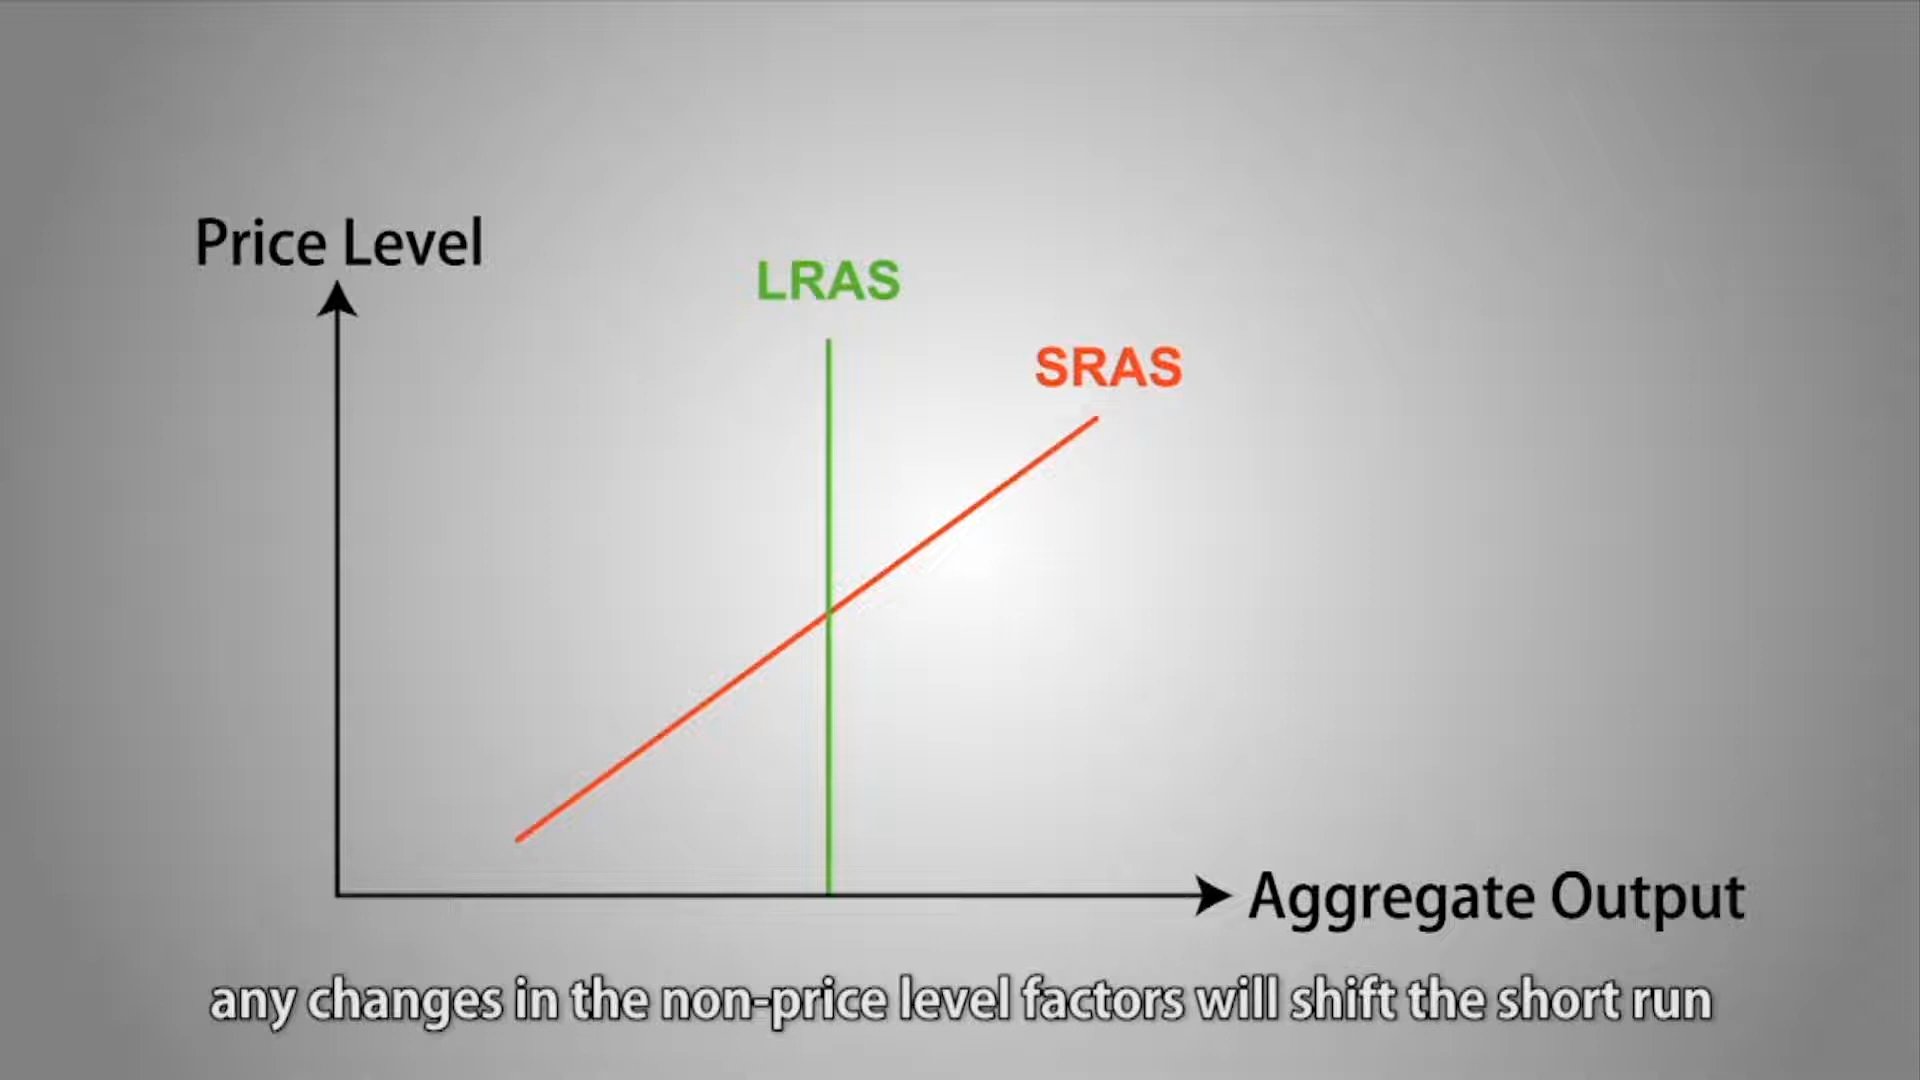 Price Level
LRAS
SRAS
Aggregate Output
any changes in the non-price level factors will shift the short run